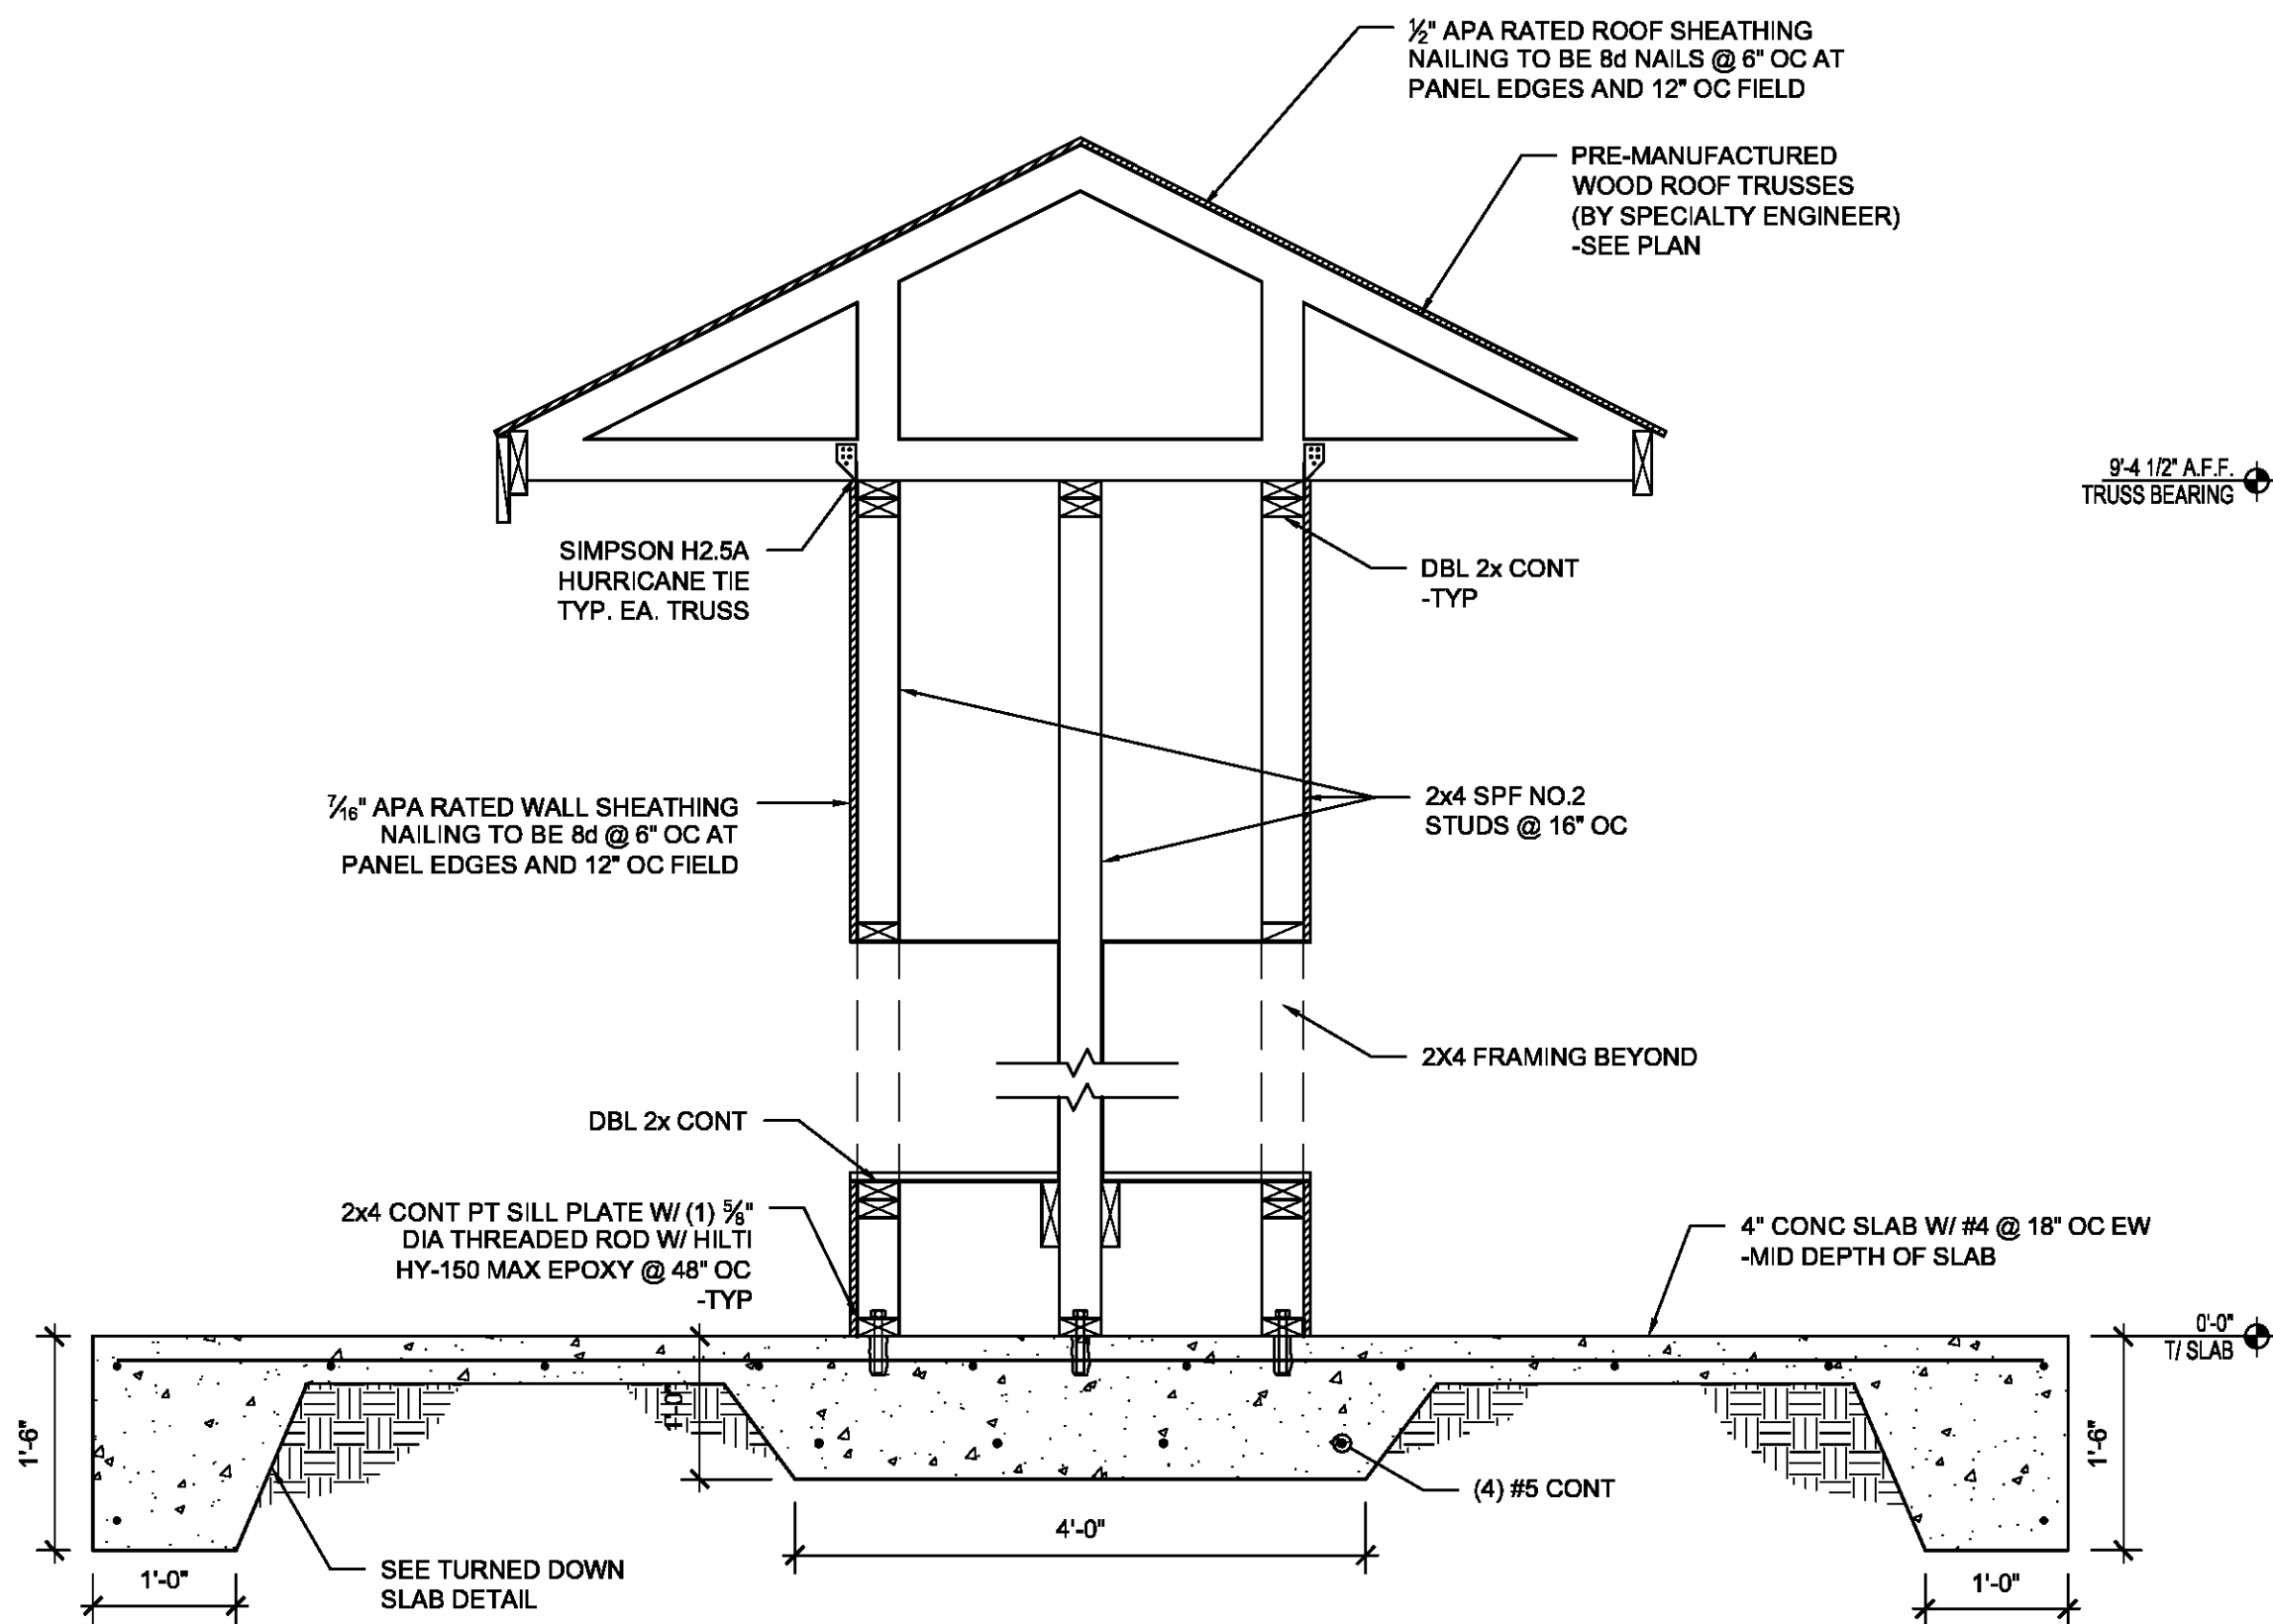 ½" APA RATED ROOF SHEATHING
NAILING TO BE 8d NAILS @ 6" OC AT
PANEL EDGES AND 12" OC FIELD
PRE-MANUFACTURED
WOOD ROOF TRUSSES
(BY SPECIALTY ENGINEER)
-SEE PLAN
9'-4 1/2" A.F.F.
TRUSS BEARING
SIMPSON H2.5A
HURRICANE TIE
TYP. EA. TRUSS
DBL 2x CONT
-TYP
7⁄16" APA RATED WALL SHEATHING
NAILING TO BE 8d @ 6" OC AT
PANEL EDGES AND 12" OC FIELD
2x4 SPF NO.2
STUDS @ 16" OC
2X4 FRAMING BEYOND
DBL 2x CONT
2x4 CONT PT SILL PLATE W/ (1) ⅝"
DIA THREADED ROD W/ HILTI
HY-150 MAX EPOXY @ 48" OC
-TYP
4" CONC SLAB W/ #4 @ 18" OC EW
-MID DEPTH OF SLAB
0'-0"
T/ SLAB
1'-6"
1'-0"
1'-6"
(4) #5 CONT
4'-0"
SEE TURNED DOWN
SLAB DETAIL
1'-0"
1'-0"